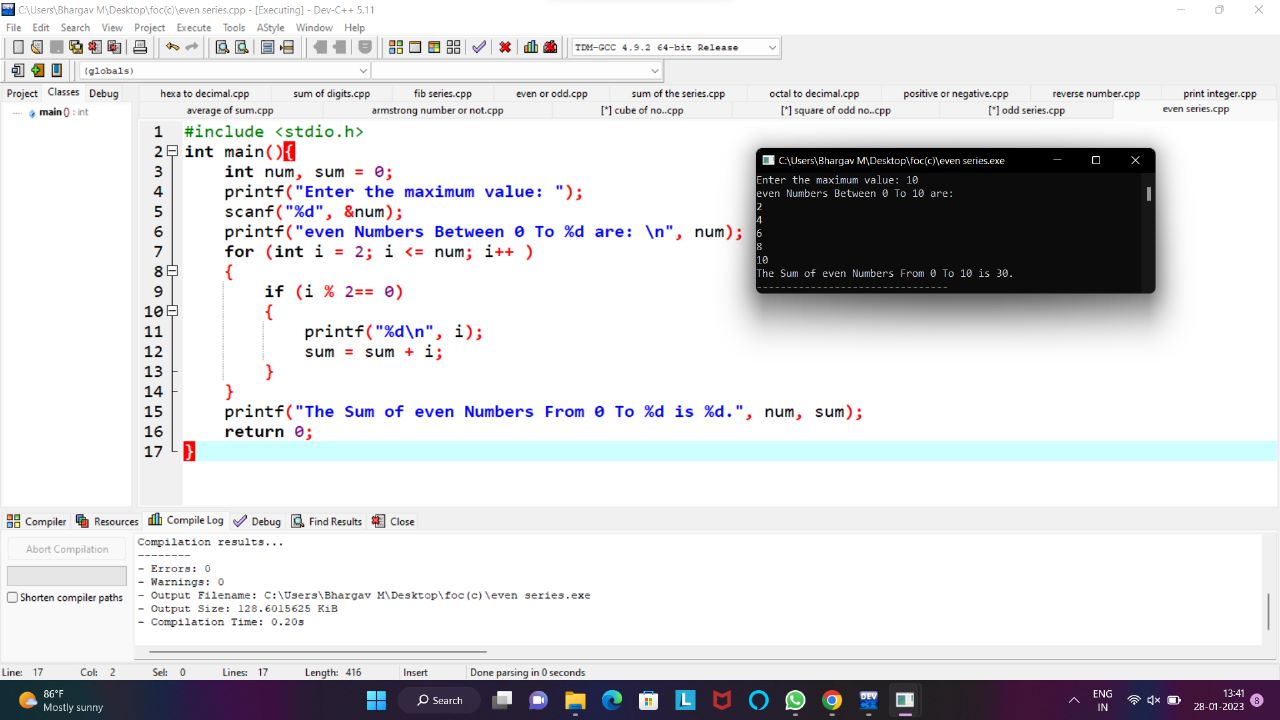 C:\Users\Bhargav M\Desktop\foc(c)\even series.cpp - [Executing] - Dev-C++ 5.11
File Edit Search View Project Execute Tools AStyle Window Help
TDM-GCC 4.9.2 64-bit Release
(globals)
Project Classes Debug
hexa to decimal.cpp sum of digits.cpp fib series.cpp even or odd.cpp sum of the series.cpp octal to decimal.cpp positive or negative.cpp reverse number.cpp print integer.cpp
average of sum.cpp armstrong number or not.cpp [*] cube of no..cpp [*] square of odd no..cpp [*] odd series.cpp even series.cpp
main () : int
1 #include <stdio.h>
2 int main(){
3 int num, sum = 0;
4 printf("Enter the maximum value: ");
5 scanf("%d", &num);
6 printf("even Numbers Between 0 To %d are: \n", num);
7 for (int i = 2; i <= num; i++ )
8 {
9 if (i % 2== 0)
10 {
11 printf("%d\n", i);
12 sum = sum + i;
13 }
14 }
15 printf("The Sum of even Numbers From 0 To %d is %d.", num, sum);
16 return 0;
17 }
C:\Users\Bhargav M\Desktop\foc(c)\even series.exe
Enter the maximum value: 10
even Numbers Between 0 To 10 are:
2
4
6
8
10
The Sum of even Numbers From 0 To 10 is 30.
--------------------------------
Compiler Resources Compile Log Debug Find Results Close
Abort Compilation
Shorten compiler paths
Compilation results...
--------
- Errors: 0
- Warnings: 0
- Output Filename: C:\Users\Bhargav M\Desktop\foc(c)\even series.exe
- Output Size: 128.6015625 KiB
- Compilation Time: 0.20s
Line: 17 Col: 2 Sel: 0 Lines: 17 Length: 416 Insert Done parsing in 0 seconds
86°F
Mostly sunny
Search
ENG
IN
13:41
28-01-2023
8